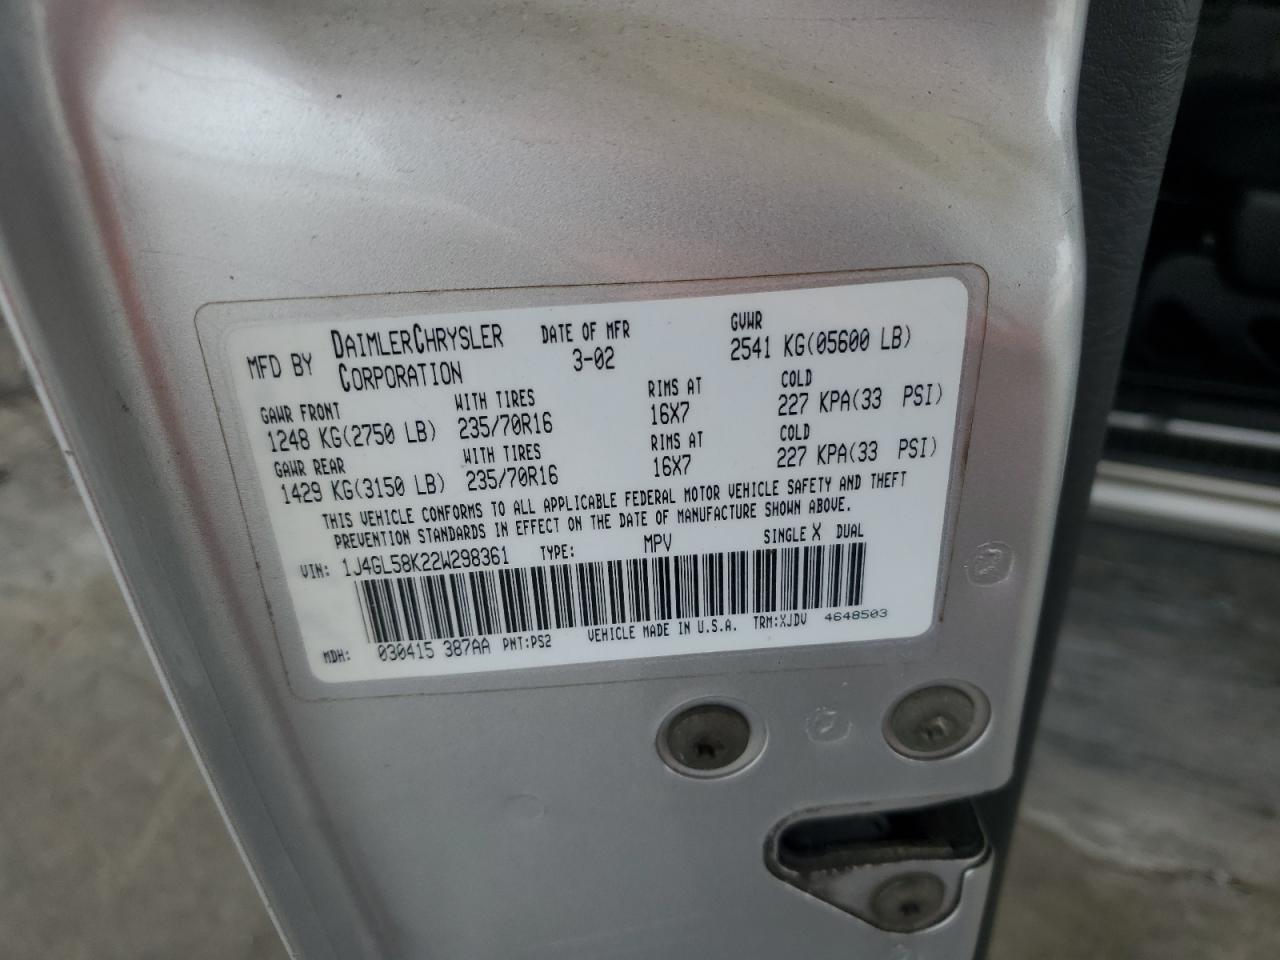 MFD BY DAIMLERCHRYSLER CORPORATION DATE OF MFR 3-02 GVWR 2541 KG(05600 LB)
GAWR FRONT WITH TIRES RIMS AT COLD
1248 KG(2750 LB) 235/70R16 16X7 227 KPA(33 PSI)
GAWR REAR WITH TIRES RIMS AT COLD
1429 KG(3150 LB) 235/70R16 16X7 227 KPA(33 PSI)
THIS VEHICLE CONFORMS TO ALL APPLICABLE FEDERAL MOTOR VEHICLE SAFETY AND THEFT
PREVENTION STANDARDS IN EFFECT ON THE DATE OF MANUFACTURE SHOWN ABOVE.
VIN: 1J4GL58K22W298361 TYPE: MPV SINGLE X DUAL
MDH: 030415 387AA PNT:PS2 VEHICLE MADE IN U.S.A. TRM:XJDV 4648503